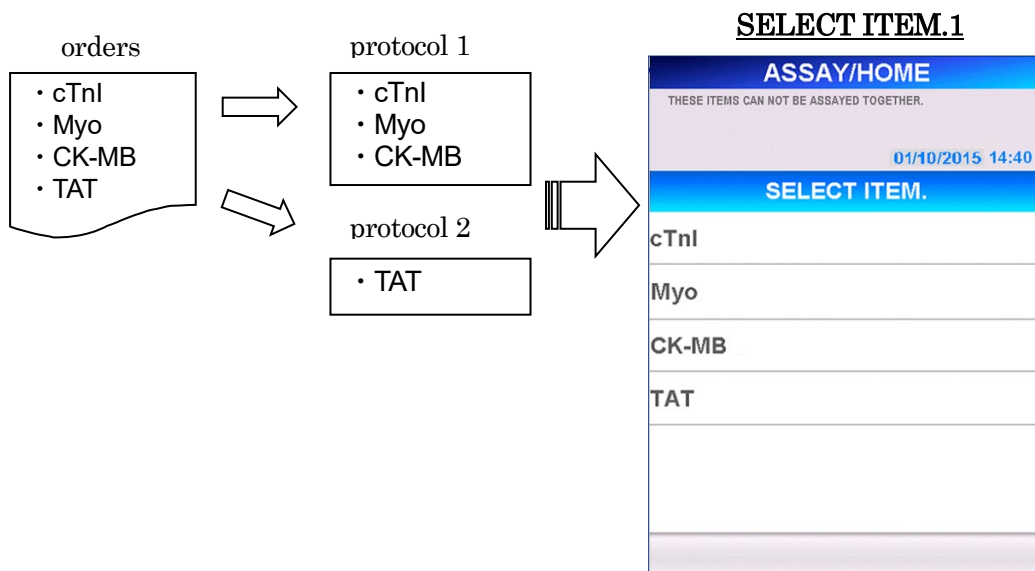 orders
・cTnI
・Myo
・CK-MB
・TAT
protocol 1
・cTnI
・Myo
・CK-MB
protocol 2
・TAT
SELECT ITEM.1
ASSAY/HOME
THESE ITEMS CAN NOT BE ASSAYED TOGETHER.
01/10/2015 14:40
SELECT ITEM.
cTnI
Myo
CK-MB
TAT